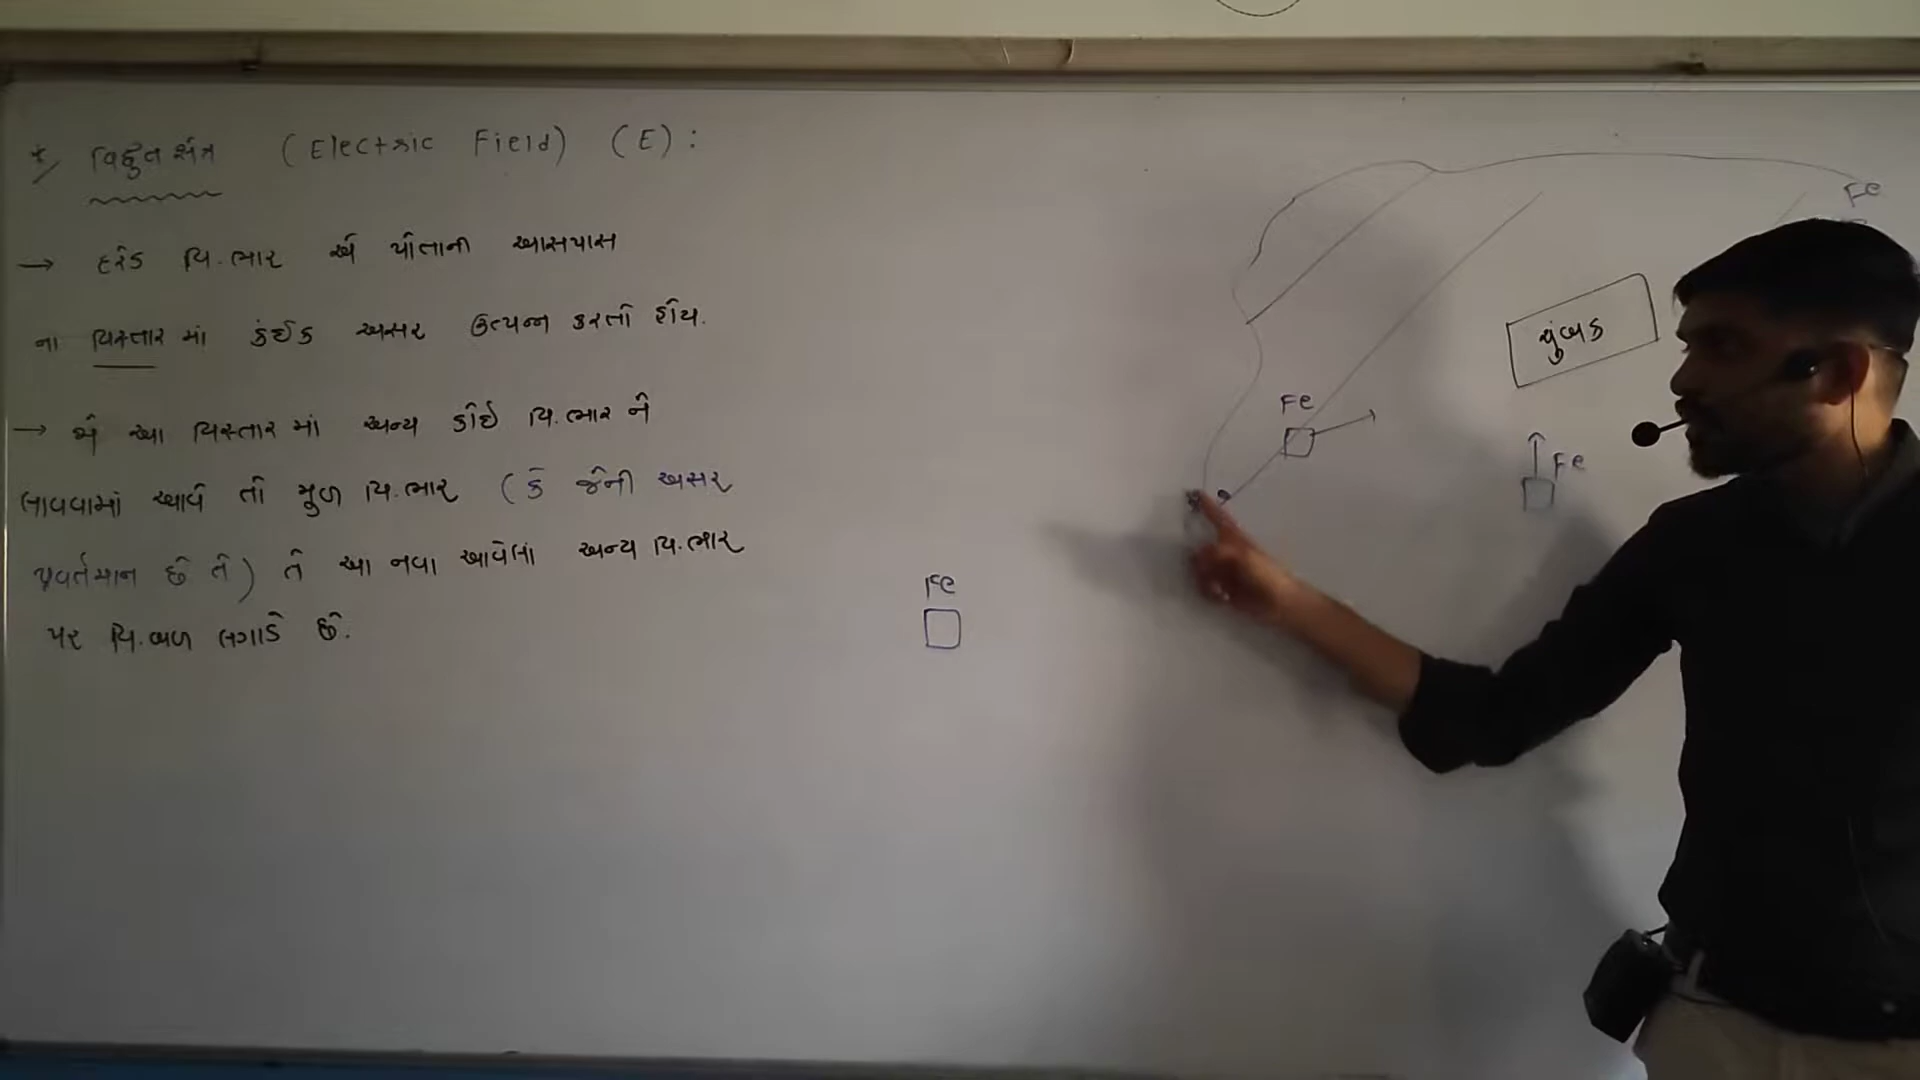 * વિદ્યુત ક્ષેત્ર (Electric Field) (E) :
→ દરેક વિ.ભાર એ પોતાની આસપાસ
ના વિસ્તાર માં કંઈક અસર ઉત્પન્ન કરતો હોય.
→ જો આ વિસ્તાર માં અન્ય કોઈ વિ.ભાર ને
લાવવામાં આવે તો મુળ વિ.ભાર (કે જેની અસર
પ્રવર્તમાન છે તે) તે આ નવા આવેલાં અન્ય વિ.ભાર
પર વિ.બળ લગાડે છે.
Fe
ચુંબક
Fe
Fe
Fe